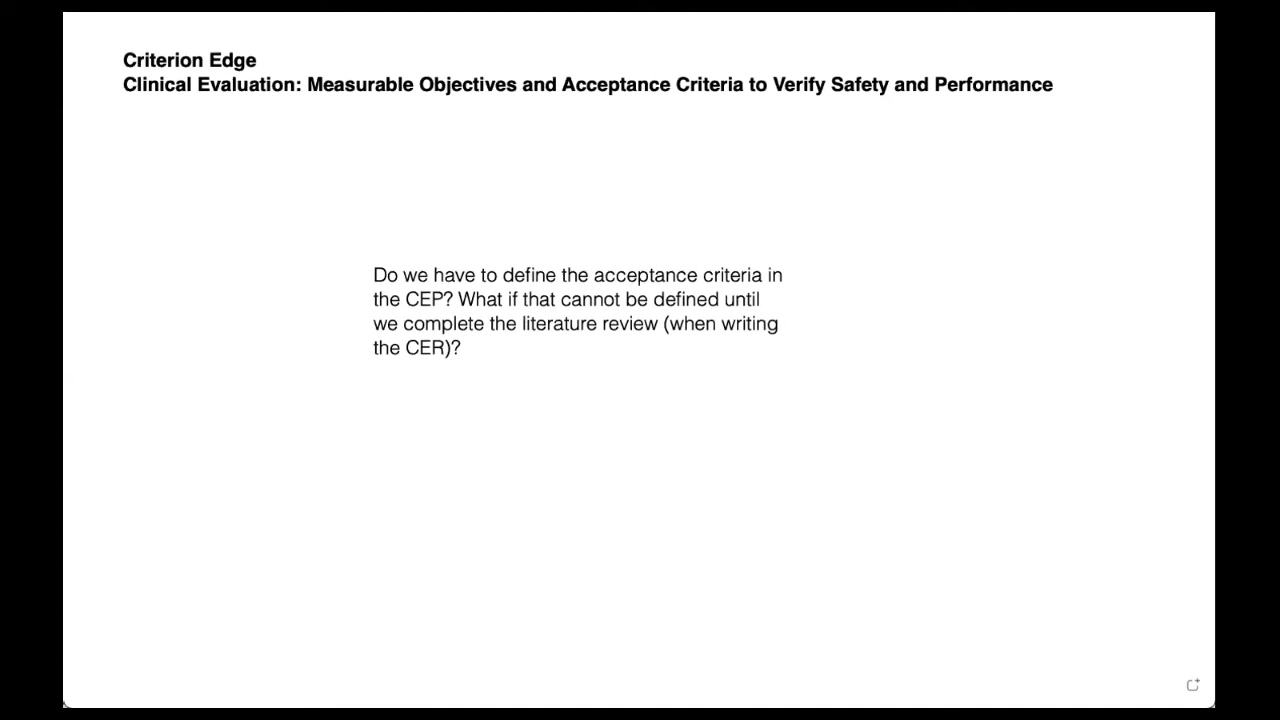 Criterion Edge
Clinical Evaluation: Measurable Objectives and Acceptance Criteria to Verify Safety and Performance
Do we have to define the acceptance criteria in
the CEP? What if that cannot be defined until
we complete the literature review (when writing
the CER)?